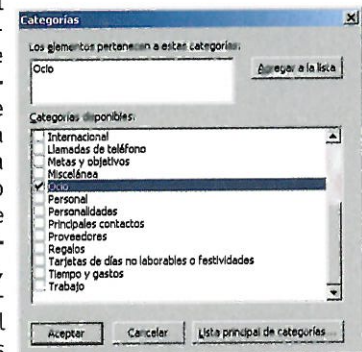 Categorías
Los elementos pertenecen a estas categorías:
Ocio
Agregar a la lista
Categorías disponibles:
Internacional
Llamadas de teléfono
Metas y objetivos
Miscelánea
Ocio
Personal
Personalidades
Principales contactos
Proveedores
Regalos
Tarjetas de días no laborables o festividades
Tiempo y gastos
Trabajo
Aceptar
Cancelar
Lista principal de categorías...